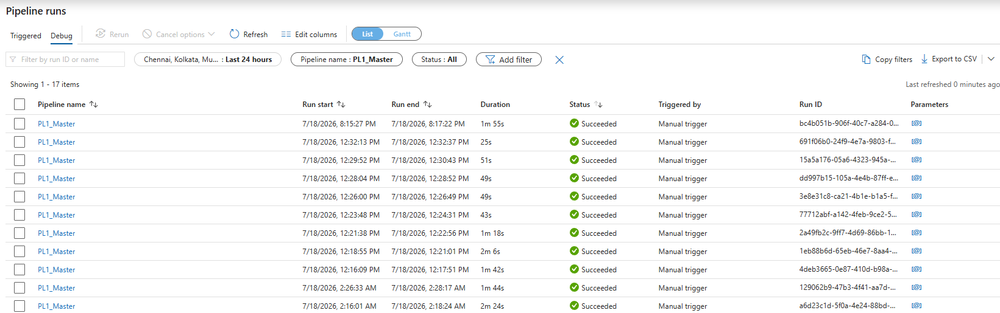 Pipeline runs
Triggered Debug Rerun Cancel options Refresh Edit columns List Gantt
Filter by run ID or name Chennai, Kolkata, Mu... : Last 24 hours Pipeline name : PL1_Master Status : All Add filter Copy filters Export to CSV
Showing 1 - 17 items Last refreshed 0 minutes ago
Pipeline name Run start Run end Duration Status Triggered by Run ID Parameters
PL1_Master 7/18/2026, 8:15:27 PM 7/18/2026, 8:17:22 PM 1m 55s Succeeded Manual trigger bc4b051b-906f-40c7-a284-0... [@]
PL1_Master 7/18/2026, 12:32:13 PM 7/18/2026, 12:32:37 PM 25s Succeeded Manual trigger 691f06b0-24f9-4e7a-9803-f... [@]
PL1_Master 7/18/2026, 12:29:52 PM 7/18/2026, 12:30:43 PM 51s Succeeded Manual trigger 15a5a176-05a6-4323-945a-... [@]
PL1_Master 7/18/2026, 12:28:04 PM 7/18/2026, 12:28:52 PM 49s Succeeded Manual trigger dd997b15-105a-4e4b-87ff-e... [@]
PL1_Master 7/18/2026, 12:26:00 PM 7/18/2026, 12:26:49 PM 49s Succeeded Manual trigger 3e8e31c8-ca21-4b1e-b1a5-f... [@]
PL1_Master 7/18/2026, 12:23:48 PM 7/18/2026, 12:24:31 PM 43s Succeeded Manual trigger 77712abf-a142-4feb-9ce2-5... [@]
PL1_Master 7/18/2026, 12:21:38 PM 7/18/2026, 12:22:56 PM 1m 18s Succeeded Manual trigger 2a49fb2c-9ff7-4d69-86bb-1... [@]
PL1_Master 7/18/2026, 12:18:55 PM 7/18/2026, 12:21:01 PM 2m 6s Succeeded Manual trigger 1eb88b6d-65eb-46e7-8aa4-... [@]
PL1_Master 7/18/2026, 12:16:09 PM 7/18/2026, 12:17:51 PM 1m 42s Succeeded Manual trigger 4deb3665-0e87-410d-b98a-... [@]
PL1_Master 7/18/2026, 2:26:33 AM 7/18/2026, 2:28:17 AM 1m 44s Succeeded Manual trigger 129062b9-47b3-4f41-aa7d-... [@]
PL1_Master 7/18/2026, 2:16:01 AM 7/18/2026, 2:18:24 AM 2m 24s Succeeded Manual trigger a6d23c1d-5f0a-4e24-88bd-... [@]